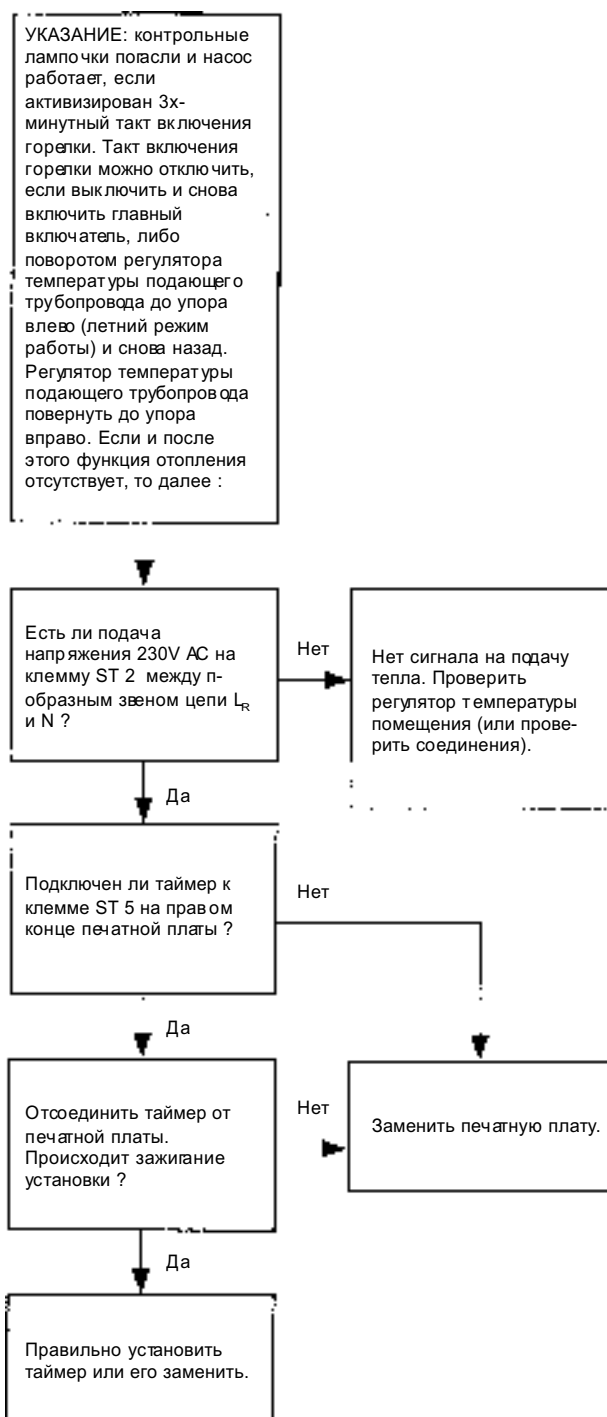 УКАЗАНИЕ: контрольные
лампочки погасли и насос
работает, если
активизирован 3х-
минутный такт включения
горелки. Такт включения
горелки можно отключить,
если выключить и снова
включить главный
включатель, либо
поворотом регулятора
температуры подающего
трубопровода до упора
влево (летний режим
работы) и снова назад.
Регулятор температуры
подающего трубопровода
повернуть до упора
вправо. Если и после
этого функция отопления
отсутствует, то далее :
Есть ли подача
напряжения 230V AC на
клемму ST 2 между п-
образным звеном цепи L_R
и N ?
Нет
Нет сигнала на подачу
тепла. Проверить
регулятор температуры
помещения (или прове-
рить соединения).
Да
Подключен ли таймер к
клемме ST 5 на правом
конце печатной платы ?
Нет
Да
Отсоединить таймер от
печатной платы.
Происходит зажигание
установки ?
Нет
Заменить печатную плату.
Да
Правильно установить
таймер или его заменить.